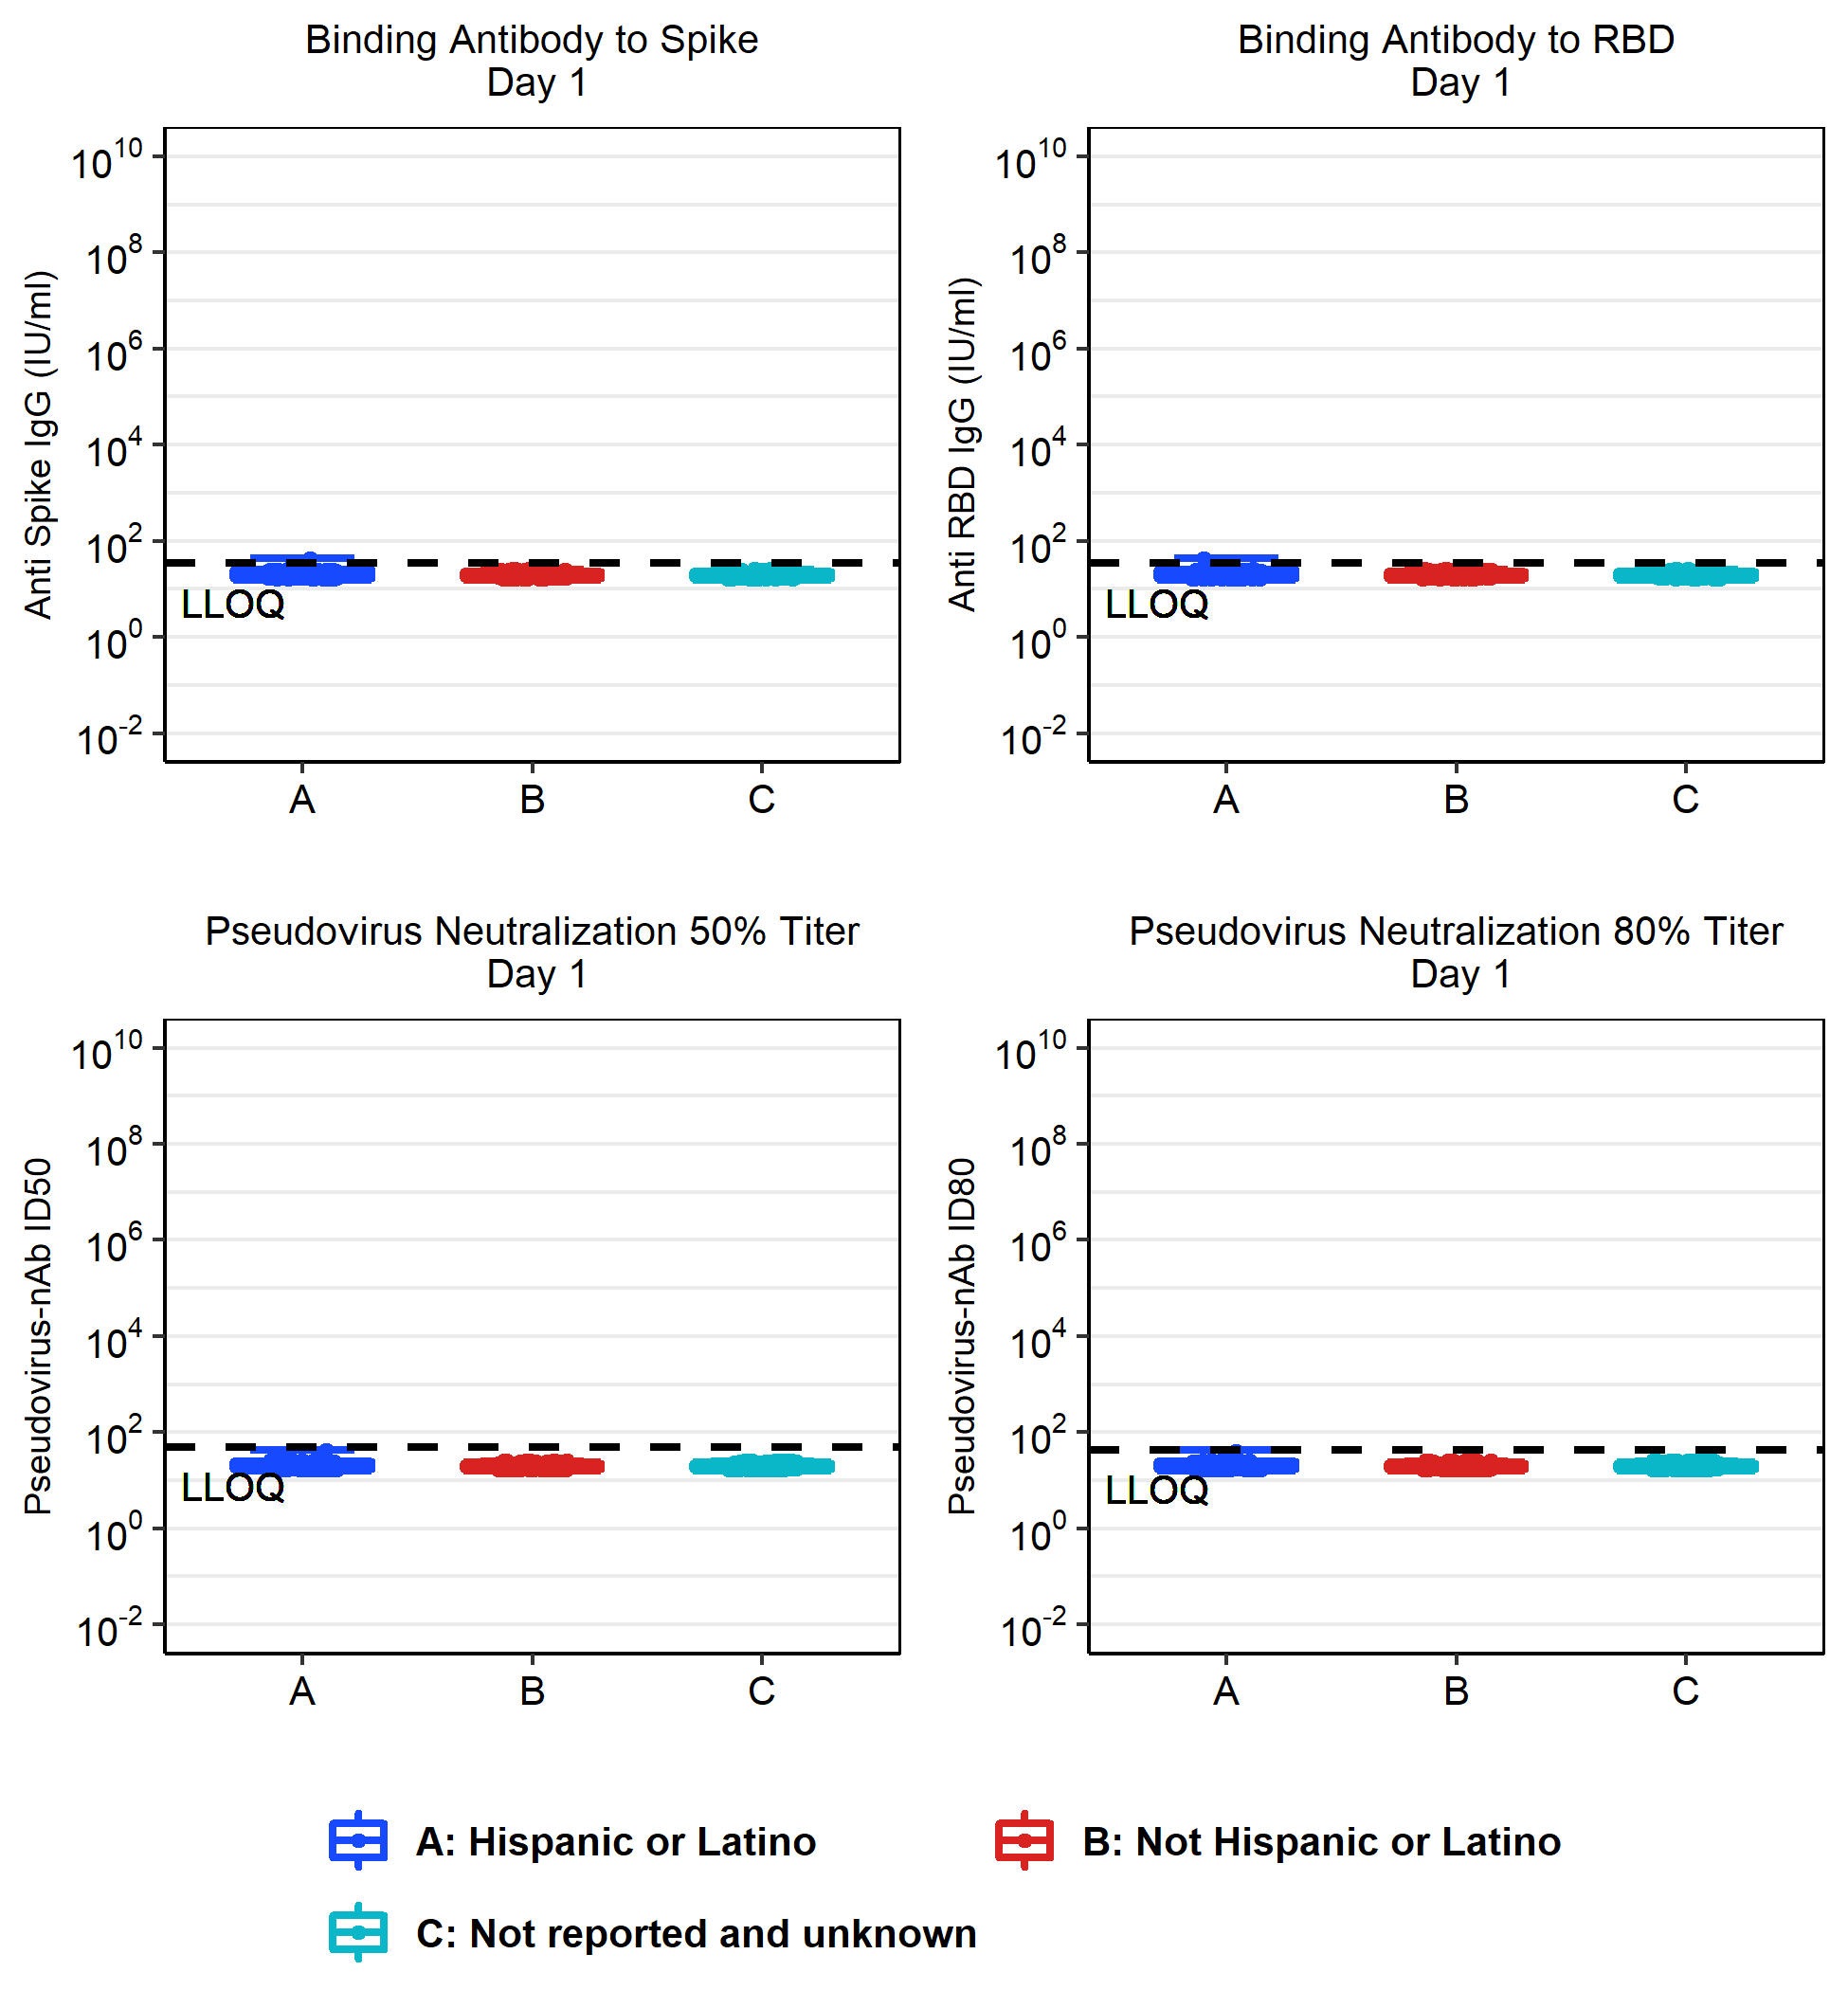 Binding Antibody to Spike
Day 1
Anti Spike IgG (IU/ml)
10^10
10^8
10^6
10^4
10^2
10^0
10^-2
LLOQ
A B C
Binding Antibody to RBD
Day 1
Anti RBD IgG (IU/ml)
10^10
10^8
10^6
10^4
10^2
10^0
10^-2
LLOQ
A B C
Pseudovirus Neutralization 50% Titer
Day 1
Pseudovirus-nAb ID50
10^10
10^8
10^6
10^4
10^2
10^0
10^-2
LLOQ
A B C
Pseudovirus Neutralization 80% Titer
Day 1
Pseudovirus-nAb ID80
10^10
10^8
10^6
10^4
10^2
10^0
10^-2
LLOQ
A B C
A: Hispanic or Latino
B: Not Hispanic or Latino
C: Not reported and unknown